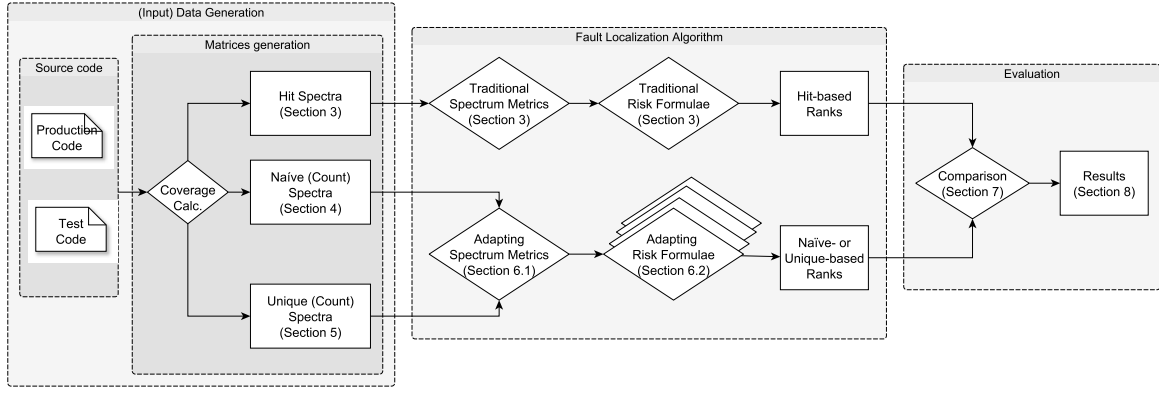 (Input) Data Generation
Source code
Production
Code
Test
Code
Matrices generation
Coverage
Calc.
Hit Spectra
(Section 3)
Naíve (Count)
Spectra
(Section 4)
Unique (Count)
Spectra
(Section 5)
Fault Localization Algorithm
Traditional
Spectrum Metrics
(Section 3)
Traditional
Risk Formulae
(Section 3)
Hit-based
Ranks
Adapting
Spectrum Metrics
(Section 6.1)
Adapting
Risk Formulae
(Section 6.2)
Naïve- or
Unique-based
Ranks
Evaluation
Comparison
(Section 7)
Results
(Section 8)